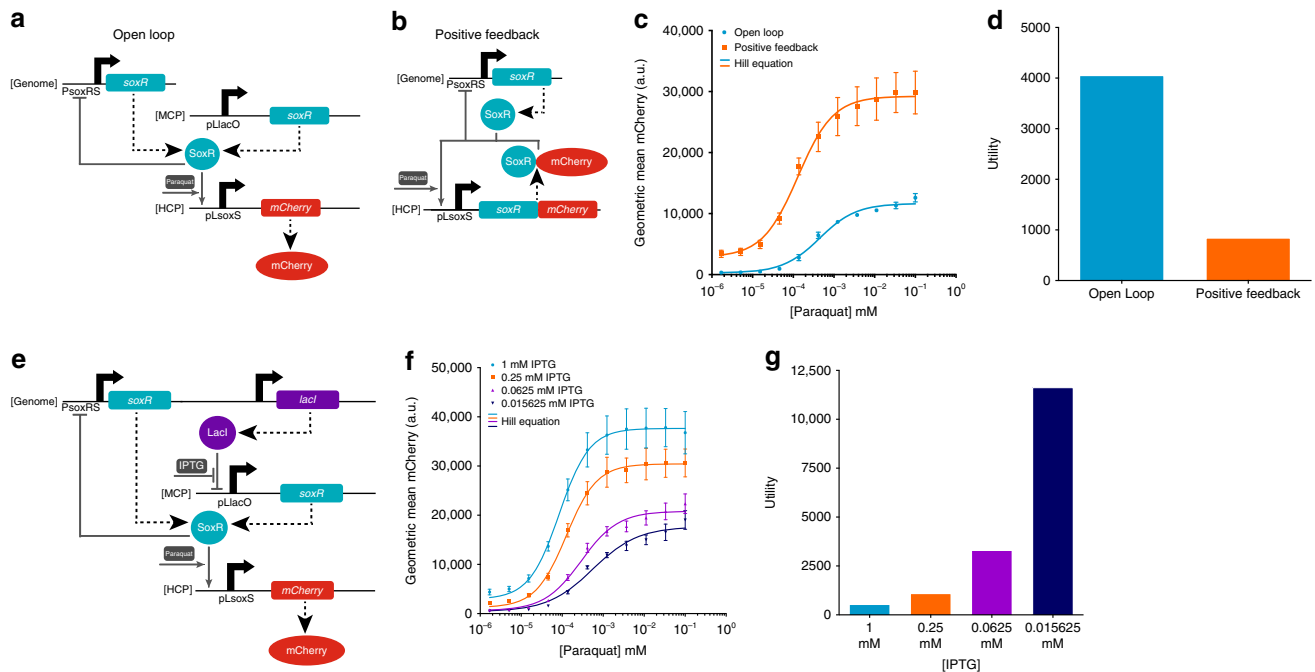 a
Open loop
[Genome]
PsoxRS
soxR
[MCP]
pLlacO
soxR
SoxR
Paraquat
[HCP]
pLsoxS
mCherry
mCherry
b
Positive feedback
[Genome]
PsoxRS
soxR
SoxR
SoxR
mCherry
Paraquat
[HCP]
pLsoxS
soxR
mCherry
c
Geometric mean mCherry (a.u.)
40,000
30,000
20,000
10,000
0
Open loop
Positive feedback
Hill equation
10⁻⁶ 10⁻⁵ 10⁻⁴ 10⁻³ 10⁻² 10⁻¹ 10⁰
[Paraquat] mM
d
Utility
5000
4000
3000
2000
1000
0
Open Loop Positive feedback
e
[Genome]
PsoxRS
soxR
lacI
LacI
IPTG
[MCP]
pLlacO
soxR
SoxR
Paraquat
[HCP]
pLsoxS
mCherry
mCherry
f
Geometric mean mCherry (a.u.)
50,000
40,000
30,000
20,000
10,000
0
1 mM IPTG
0.25 mM IPTG
0.0625 mM IPTG
0.015625 mM IPTG
Hill equation
10⁻⁶ 10⁻⁵ 10⁻⁴ 10⁻³ 10⁻² 10⁻¹ 10⁰
[Paraquat] mM
g
Utility
12,500
10,000
7500
5000
2500
0
1 0.25 0.0625 0.015625
mM mM mM mM
[IPTG]